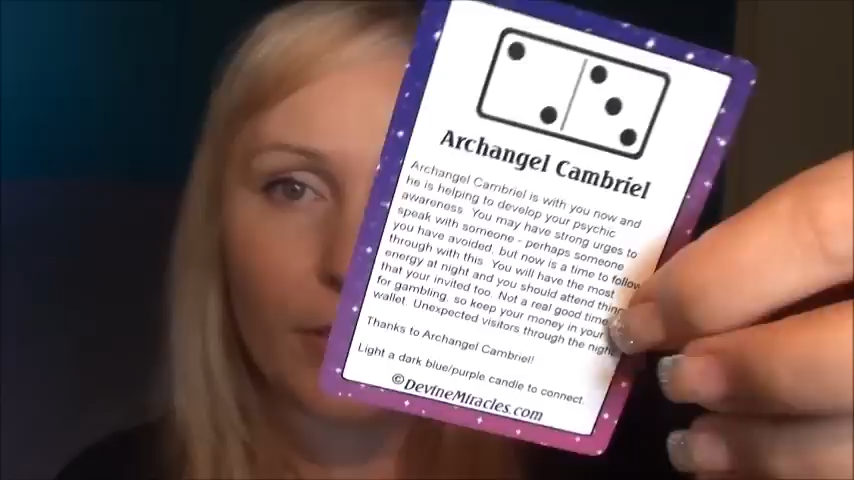 Archangel Cambriel
Archangel Cambriel is with you now and
he is helping to develop your psychic
awareness. You may have strong urges to
speak with someone - perhaps someone
you have avoided, but now is a time to follow
through with this. You will have the most
energy at night and you should attend things
that your invited too. Not a real good time
for gambling, so keep your money in your
wallet. Unexpected visitors through the night.
Thanks to Archangel Cambriel!
Light a dark blue/purple candle to connect.
©DevineMiracles.com